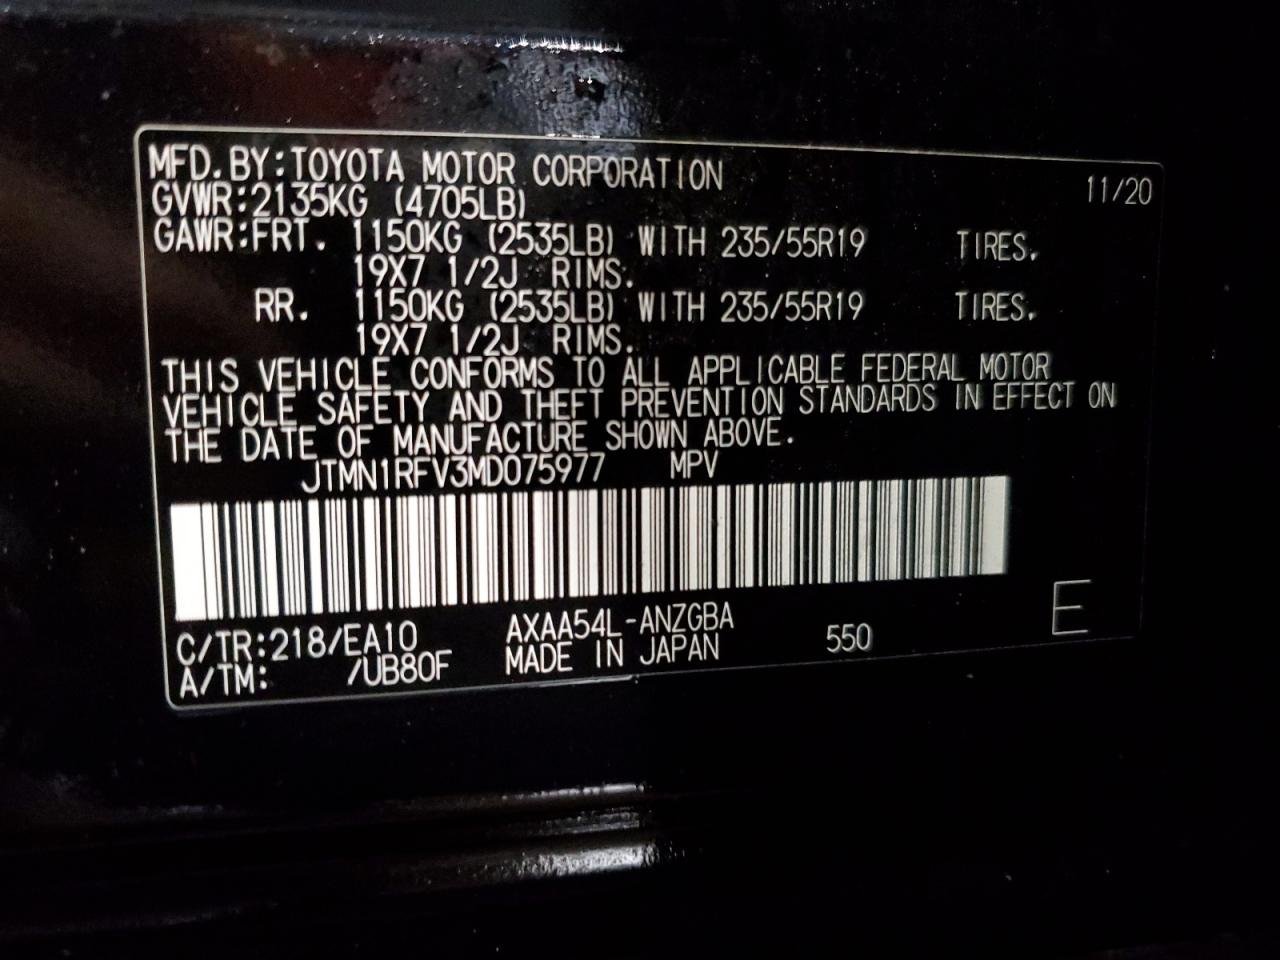 MFD.BY:TOYOTA MOTOR CORPORATION 11/20
GVWR:2135KG (4705LB)
GAWR:FRT. 1150KG (2535LB) WITH 235/55R19 TIRES.
19X7 1/2J RIMS.
RR. 1150KG (2535LB) WITH 235/55R19 TIRES.
19X7 1/2J RIMS.
THIS VEHICLE CONFORMS TO ALL APPLICABLE FEDERAL MOTOR
VEHICLE SAFETY AND THEFT PREVENTION STANDARDS IN EFFECT ON
THE DATE OF MANUFACTURE SHOWN ABOVE.
JTMN1RFV3MD075977 MPV
C/TR:218/EA10 AXAA54L-ANZGBA 550 E
A/TM: /UB80F MADE IN JAPAN